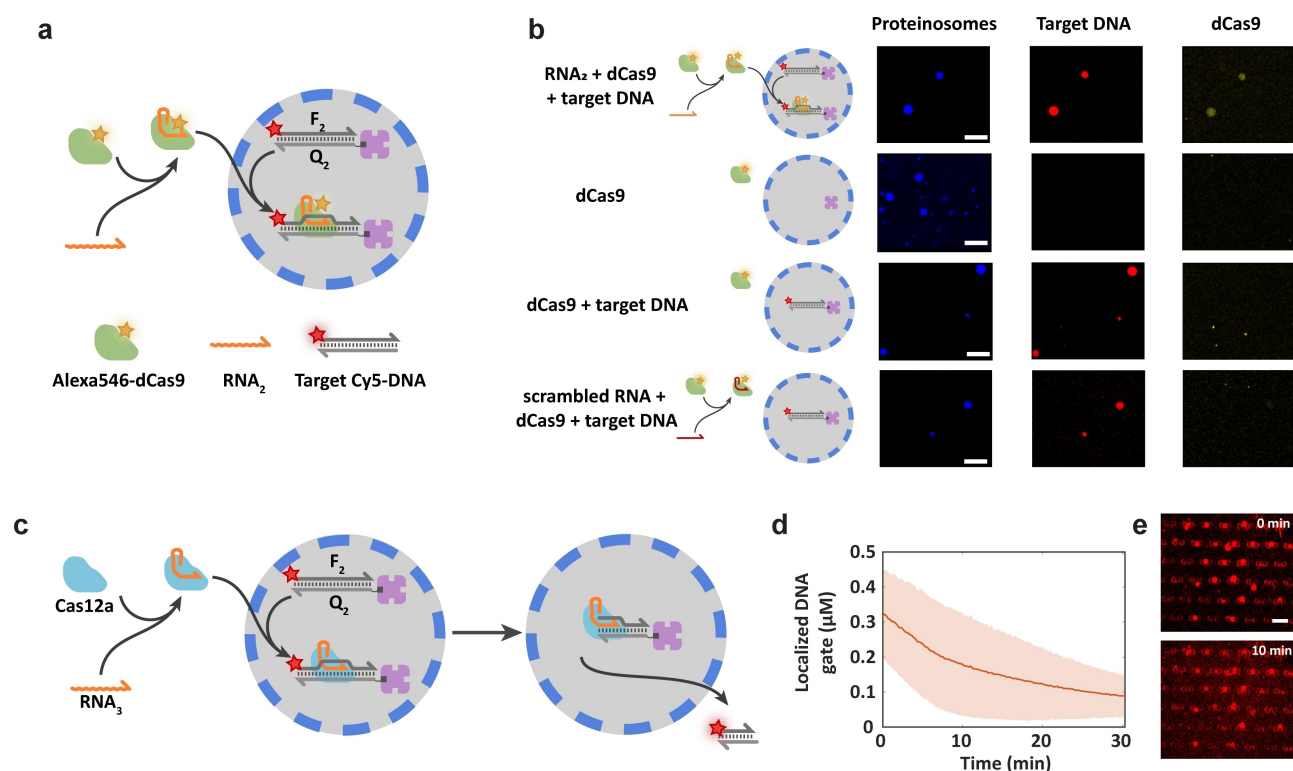 a
F₂
Q₂
Alexa546-dCas9
RNA₂
Target Cy5-DNA
b
Proteinosomes
Target DNA
dCas9
RNA₂ + dCas9
+ target DNA
dCas9
dCas9 + target DNA
scrambled RNA +
dCas9 + target DNA
c
Cas12a
RNA₃
F₂
Q₂
d
Localized DNA
gate (μM)
0.5
0.4
0.3
0.2
0.1
0
0
10
20
30
Time (min)
e
0 min
10 min